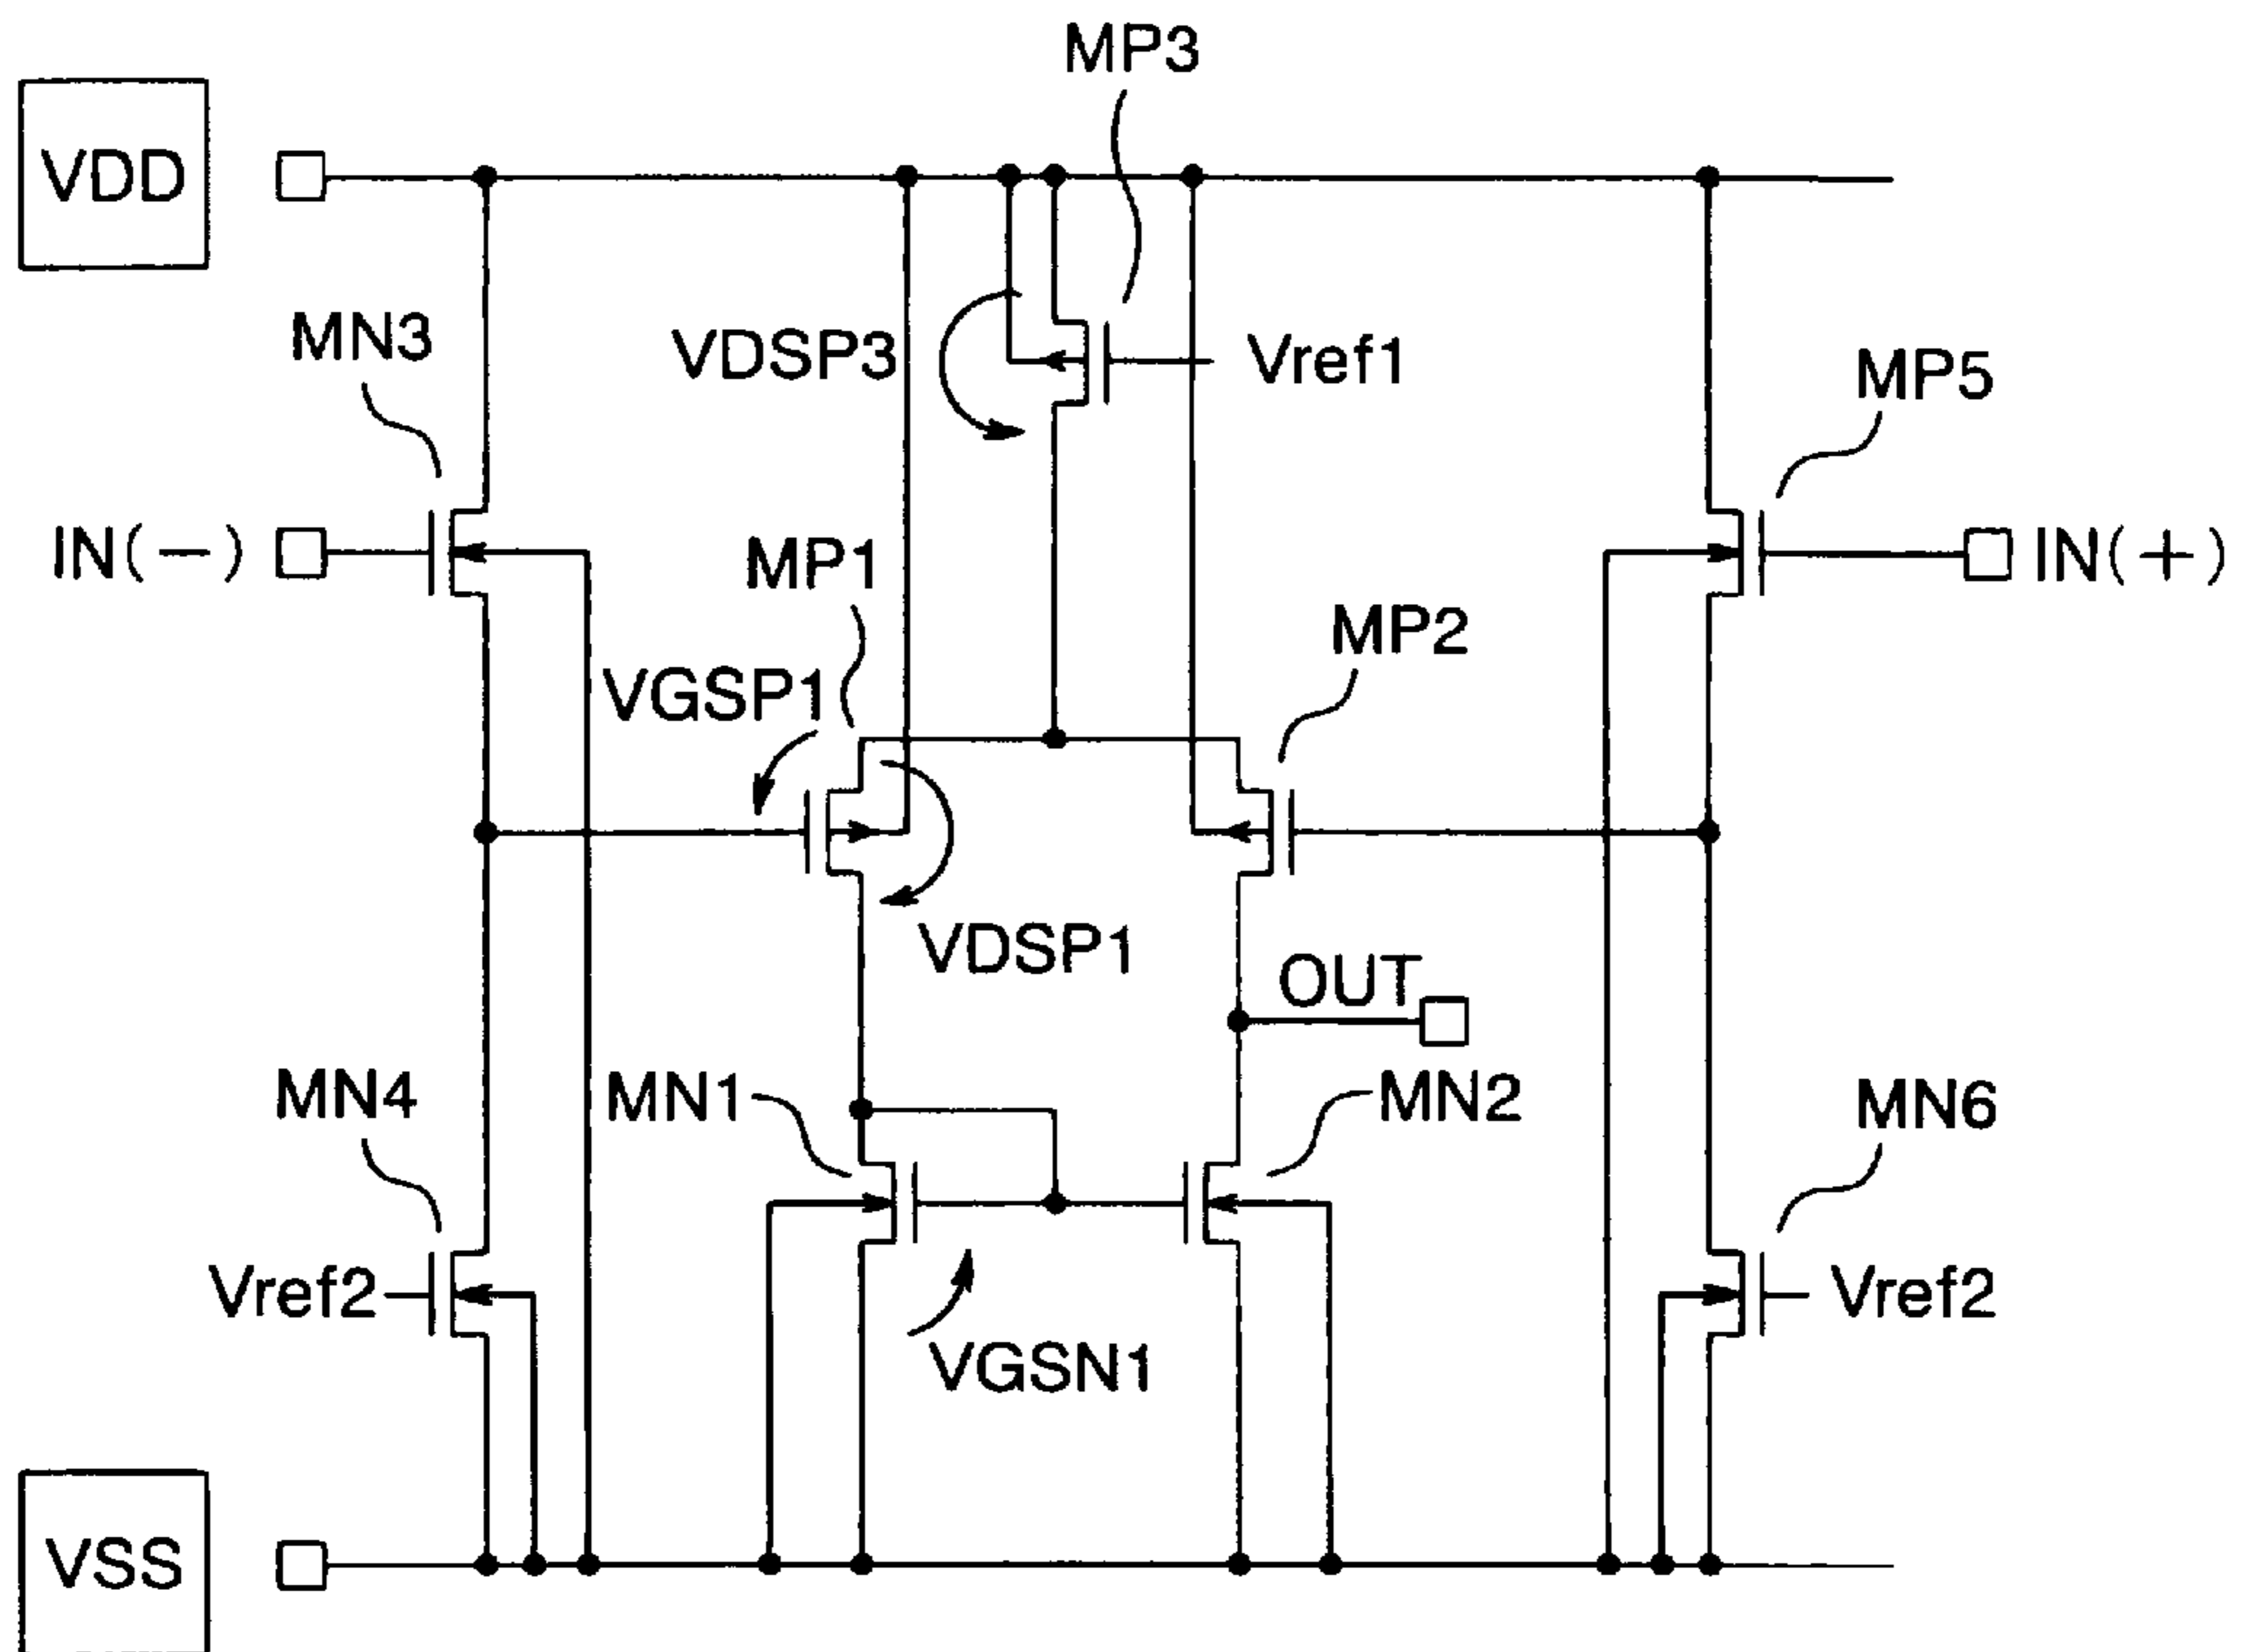 MP3
VDD
MN3
VDSP3
Vref1
MP5
IN(−)
MP1
IN(+)
MP2
VGSP1
VDSP1
OUT
MN4
MN1
MN2
MN6
Vref2
Vref2
VGSN1
VSS